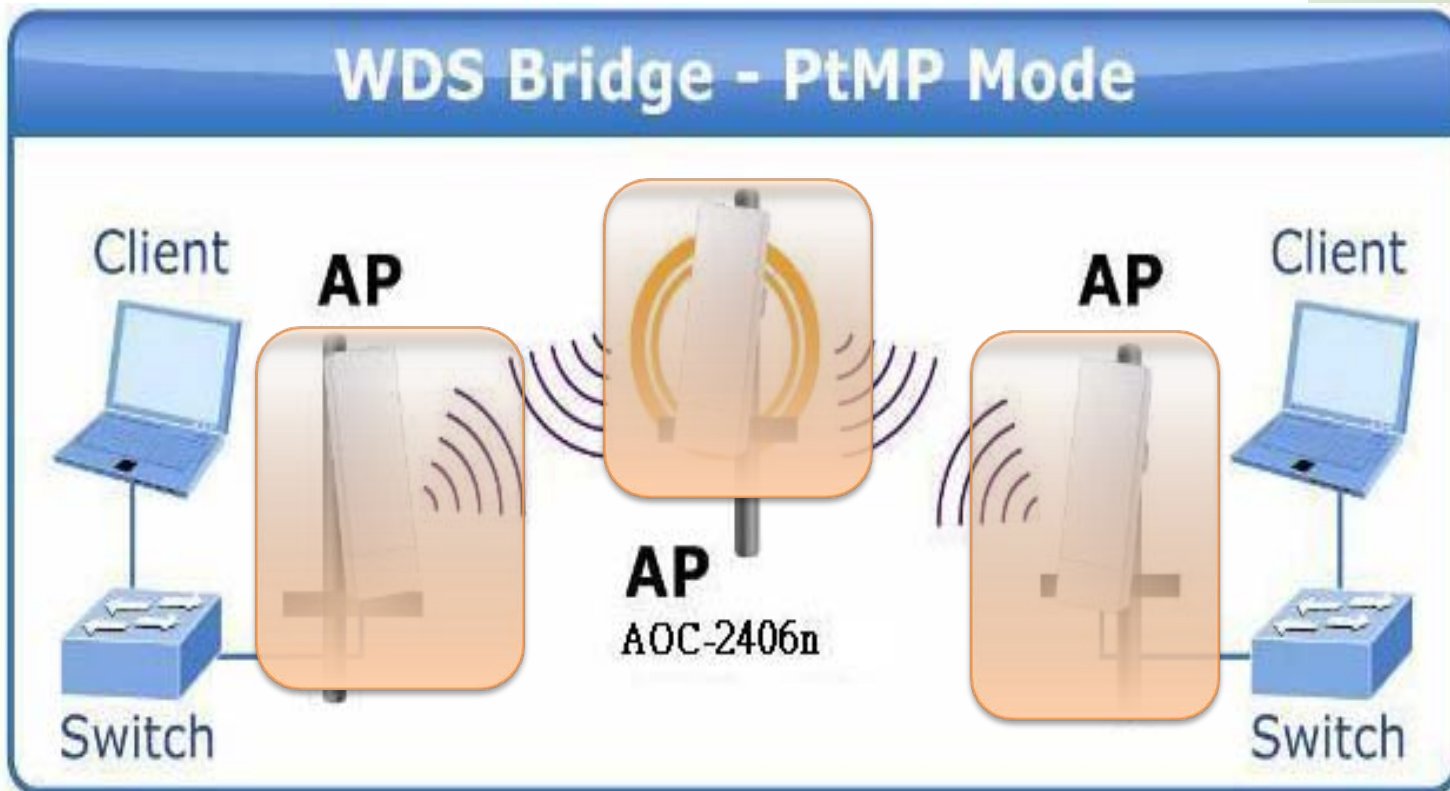 WDS Bridge - PtMP Mode
Client
AP
AP
Client
AP
AOC-2406n
Switch
Switch